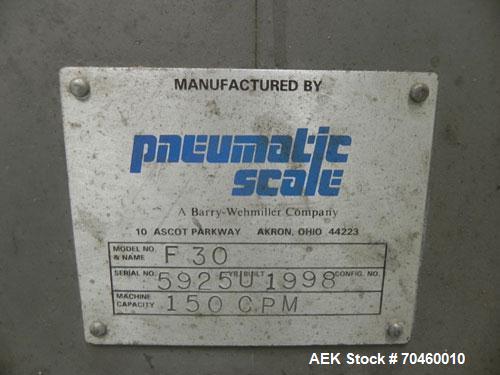 MANUFACTURED BY
pneumatic
scale
A Barry-Wehmiller Company
10 ASCOT PARKWAY AKRON, OHIO 44223
MODEL NO. & NAME F 30
SERIAL NO. 5925U YR. BUILT 1998 CONFIG. NO.
MACHINE CAPACITY 150 CPM
AEK Stock # 70460010